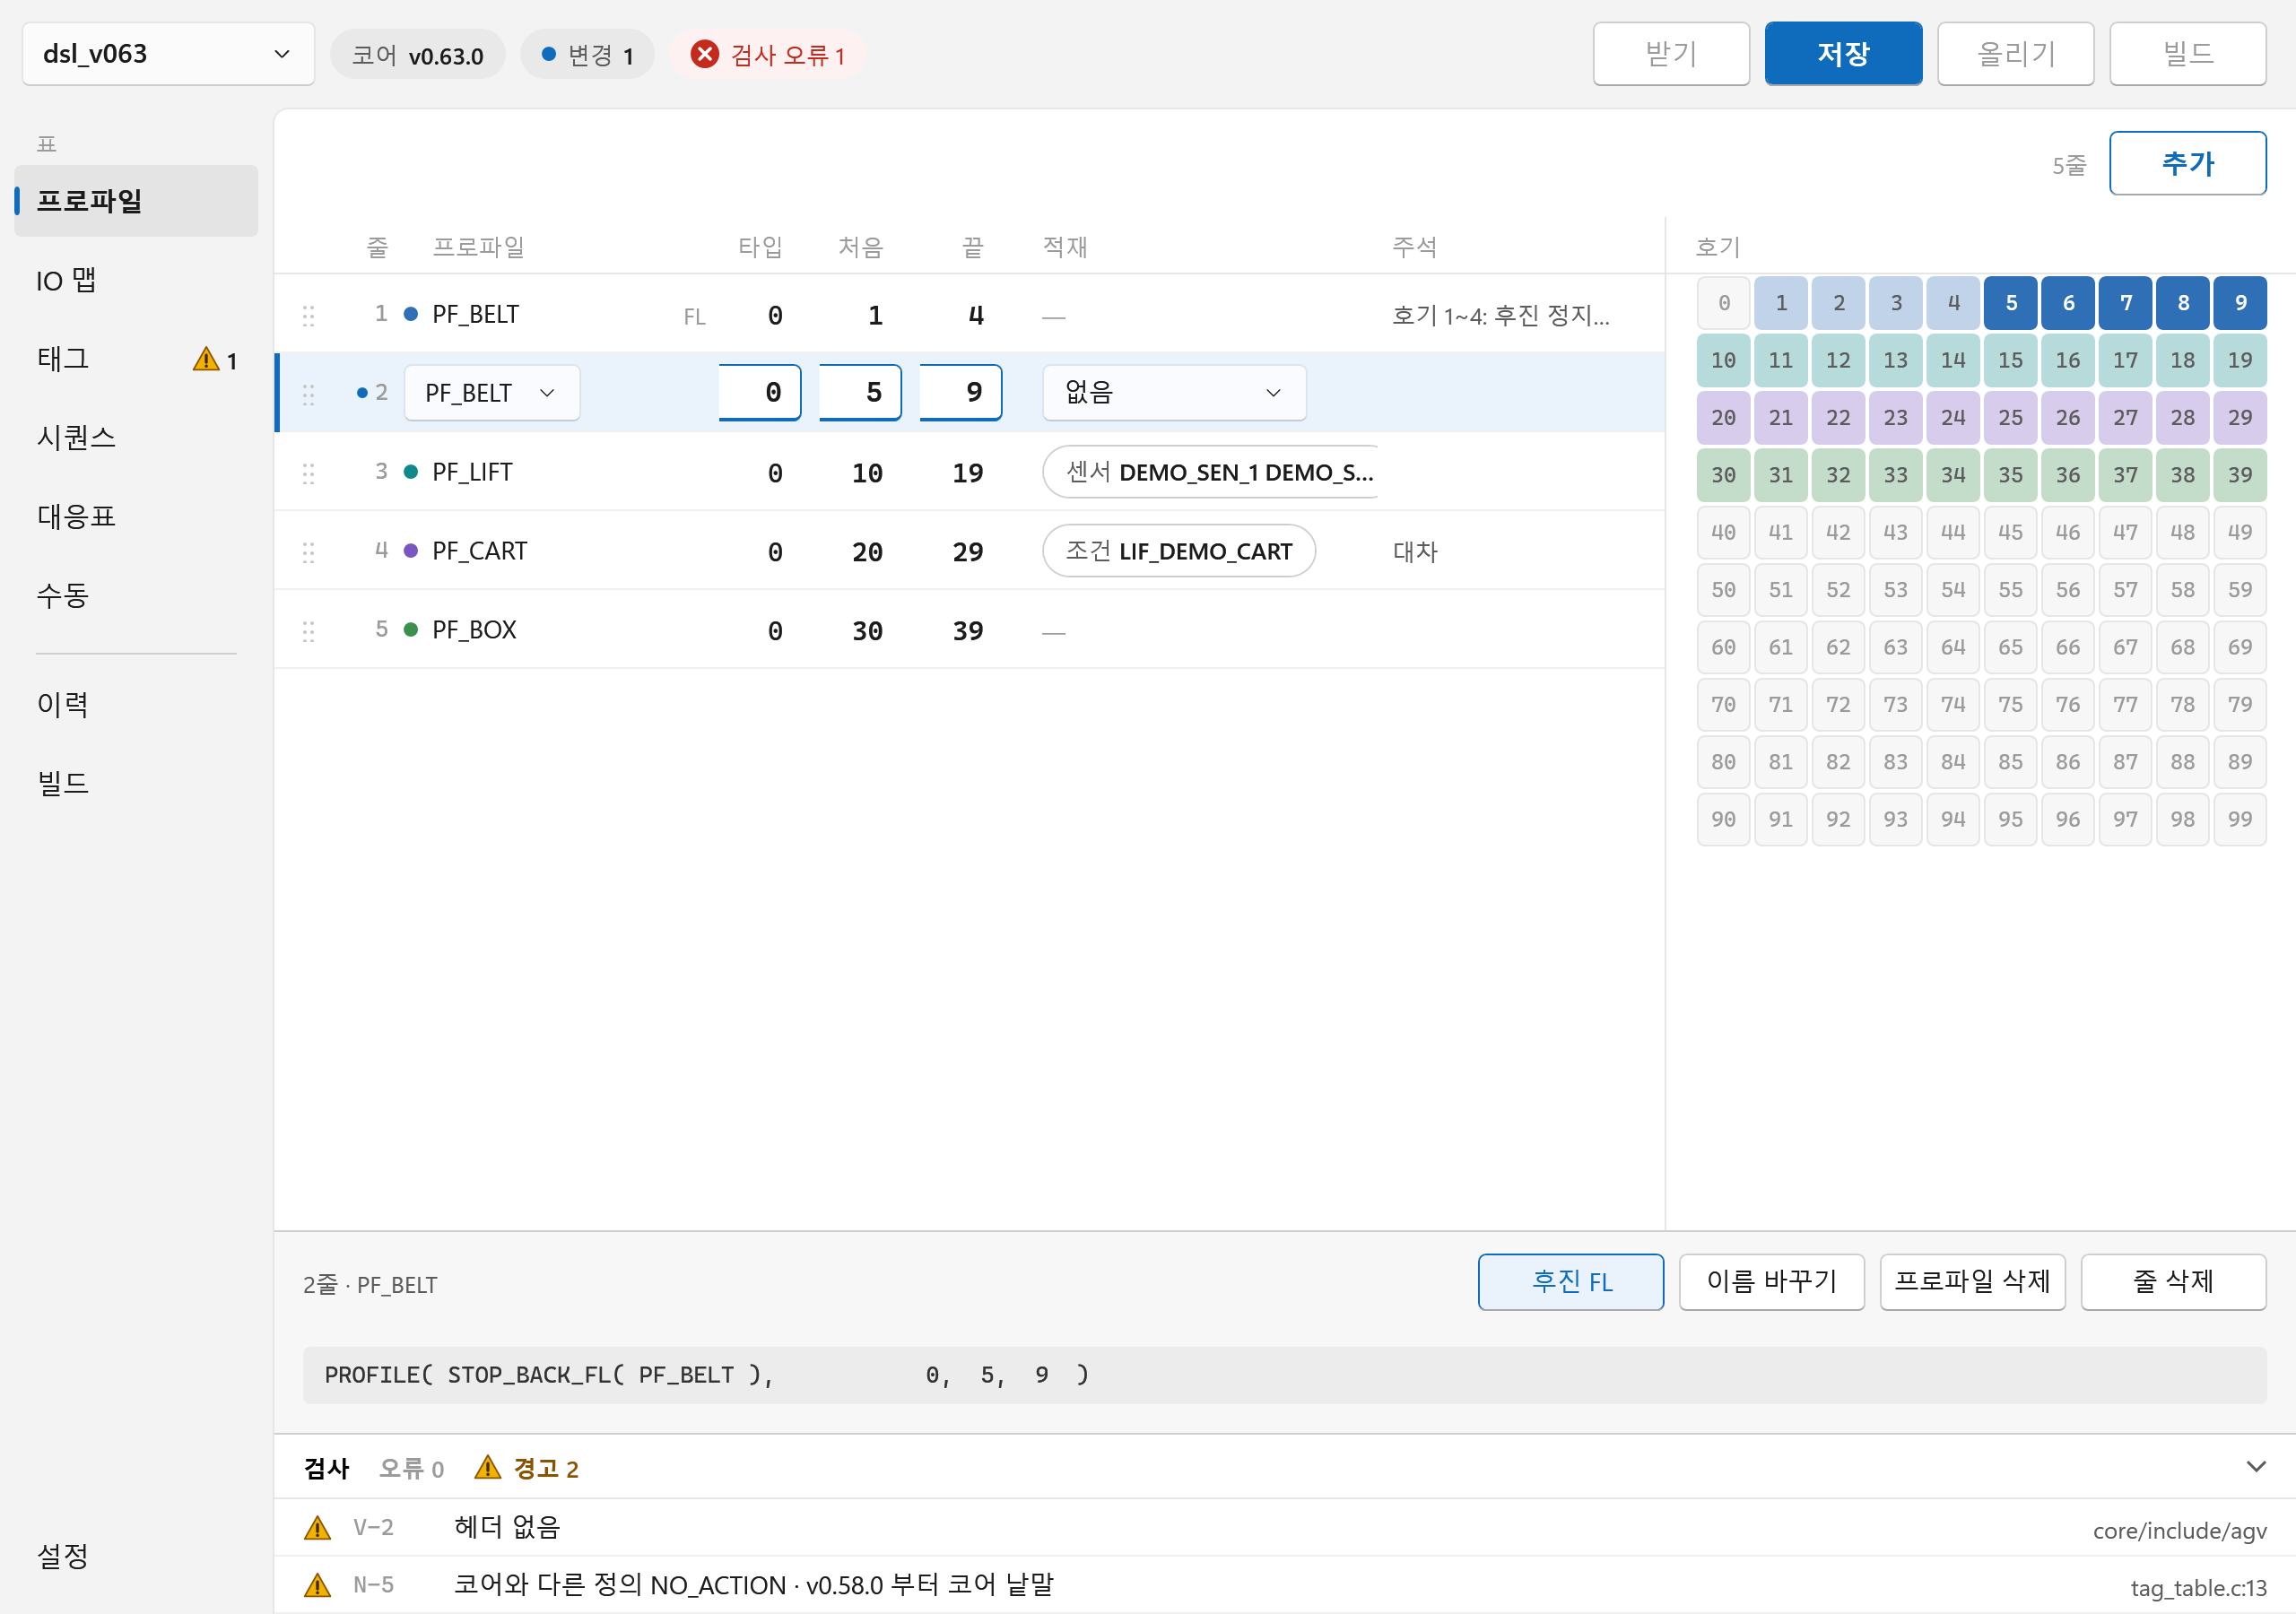 dsl_v063 코어 v0.63.0 변경 1 검사 오류 1 받기 저장 올리기 빌드
표
프로파일
IO 맵
태그 1
시퀀스
대응표
수동
이력
빌드
설정
5줄 추가
줄 프로파일 타입 처음 끝 적재 주석 호기
1 PF_BELT FL 0 1 4 — 호기 1~4: 후진 정지...
2 PF_BELT 0 5 9 없음
3 PF_LIFT 0 10 19 센서 DEMO_SEN_1 DEMO_S...
4 PF_CART 0 20 29 조건 LIF_DEMO_CART 대차
5 PF_BOX 0 30 39 —
0 1 2 3 4 5 6 7 8 9
10 11 12 13 14 15 16 17 18 19
20 21 22 23 24 25 26 27 28 29
30 31 32 33 34 35 36 37 38 39
40 41 42 43 44 45 46 47 48 49
50 51 52 53 54 55 56 57 58 59
60 61 62 63 64 65 66 67 68 69
70 71 72 73 74 75 76 77 78 79
80 81 82 83 84 85 86 87 88 89
90 91 92 93 94 95 96 97 98 99
2줄 · PF_BELT 후진 FL 이름 바꾸기 프로파일 삭제 줄 삭제
PROFILE( STOP_BACK_FL( PF_BELT ), 0, 5, 9 )
검사 오류 0 경고 2
V-2 헤더 없음 core/include/agv
N-5 코어와 다른 정의 NO_ACTION · v0.58.0 부터 코어 낱말 tag_table.c:13